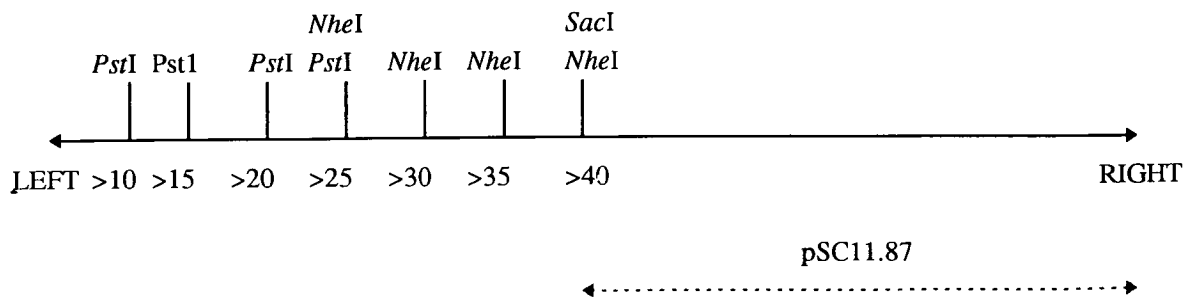 NheI SacI
PstI Pst1 PstI PstI NheI NheI NheI
LEFT >10 >15 >20 >25 >30 >35 >40 RIGHT
pSC11.87